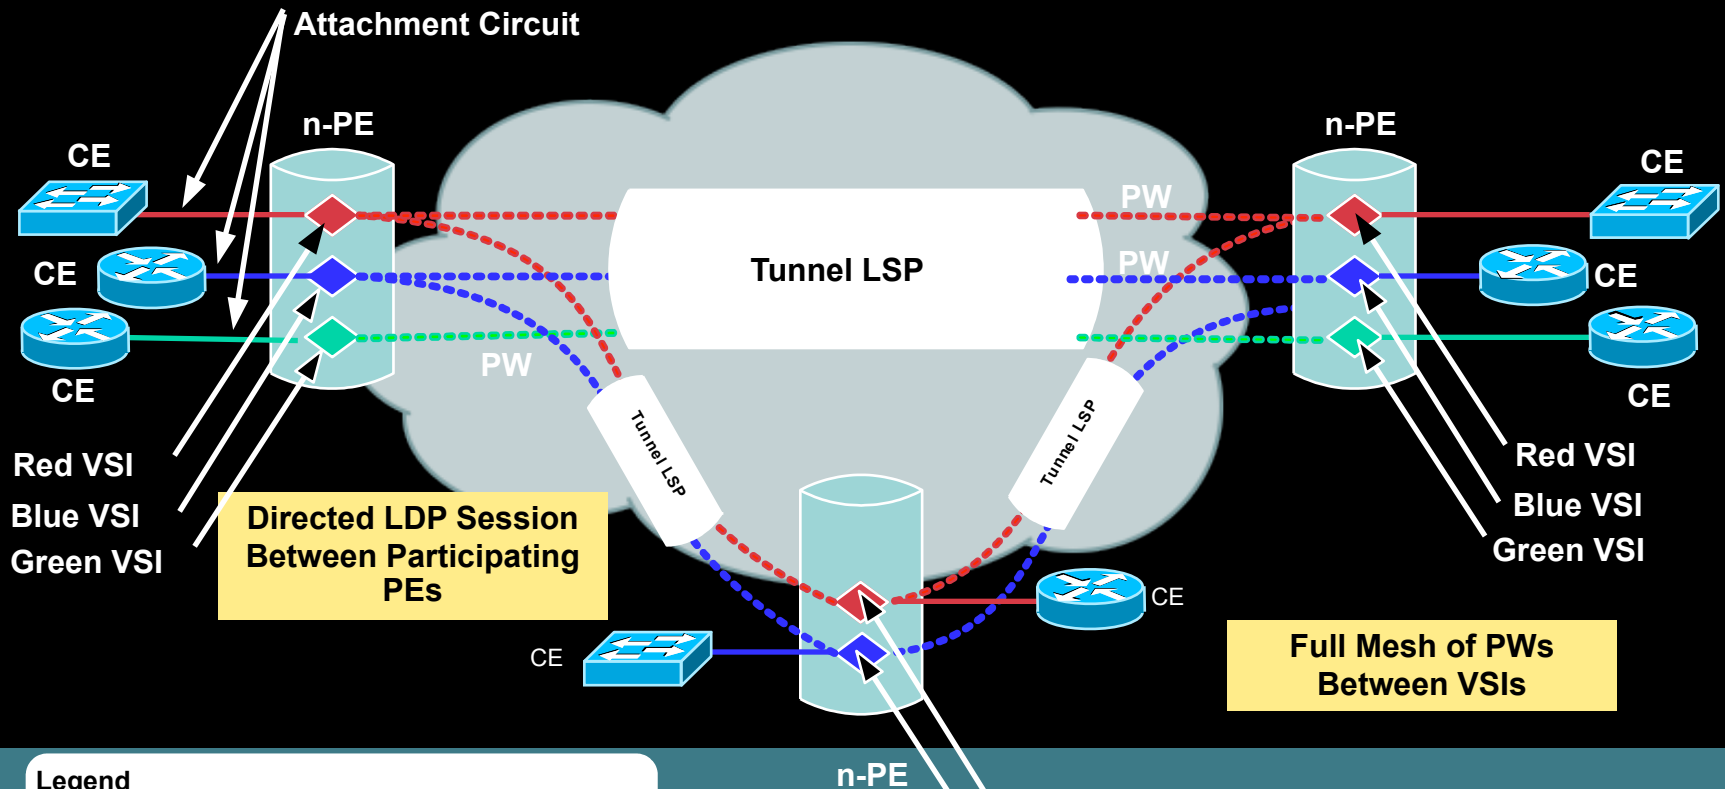 Attachment Circuit
n-PE
n-PE
CE
CE
PW
PW
Tunnel LSP
CE
CE
PW
CE
CE
Tunnel LSP
Tunnel LSP
Red VSI
Red VSI
Blue VSI
Blue VSI
Green VSI
Green VSI
Directed LDP Session
Between Participating
PEs
CE
CE
Full Mesh of PWs
Between VSIs
n-PE
Legend